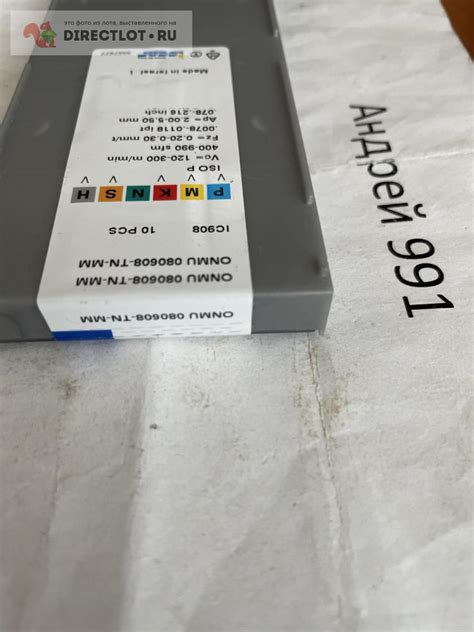 это фото из лота, выставленного на
DIRECTLOT.RU
ONMU 080608-TN-MM
ONMU 080608-TN-MM
ONMU 080608-TN-MM
IC908 10 PCS
P M K N S H
ISO P
Vc = 120-300 m/min
400-990 sfm
Fz = 0.20-0.30 mm/t
.0078-.0118 ipt
Ap= 2.00-5.50 mm
.078-.216 inch
Made in Israel
Андрей 991